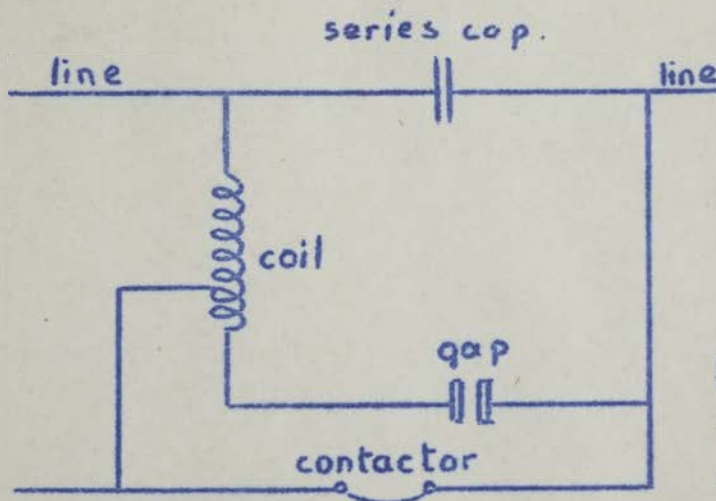 series cap.
line
line
coil
gap
contactor